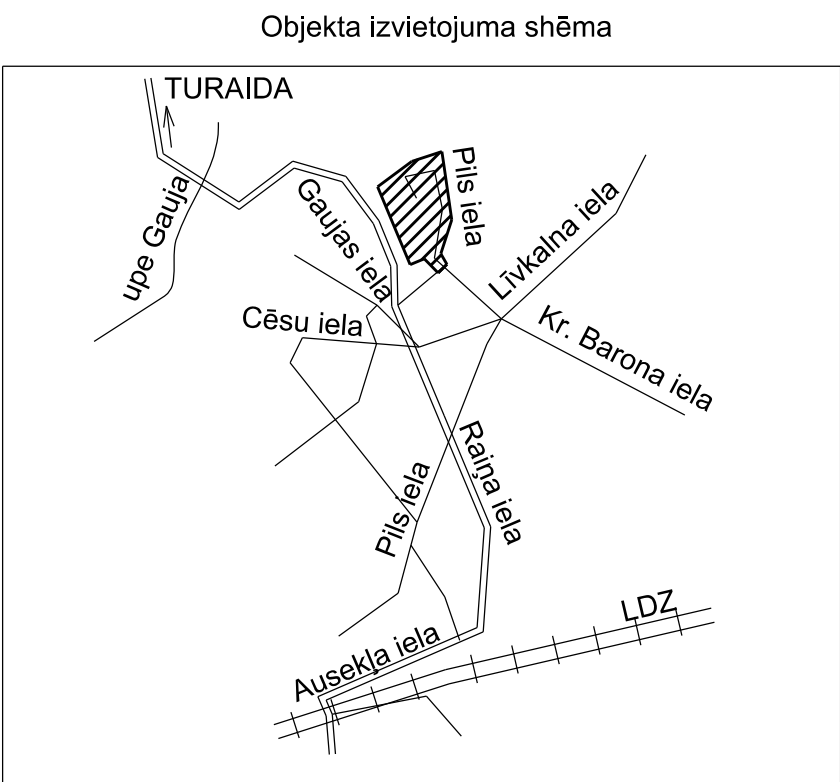 Objekta izvietojuma shēma
TURAIDA
upe Gauja
Gaujas iela
Pils iela
Līvkalna iela
Cēsu iela
Kr. Barona iela
Raiņa iela
Pils iela
LDZ
Ausekļa iela